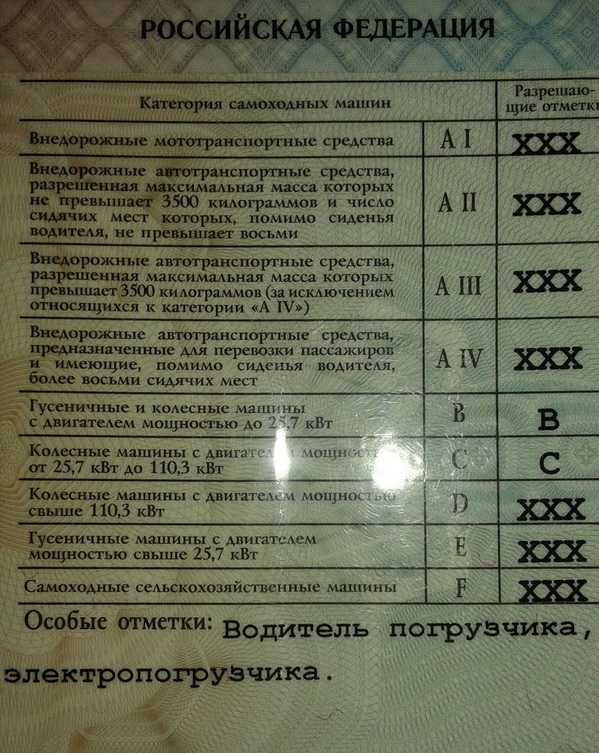 РОССИЙСКАЯ ФЕДЕРАЦИЯ
Категория самоходных машин
Разрешаю-
щие отметки
Внедорожные мототранспортные средства
A I
XXX
Внедорожные автотранспортные средства,
разрешенная максимальная масса которых
не превышает 3500 килограммов и число
сидячих мест которых, помимо сиденья
водителя, не превышает восьми
A II
XXX
Внедорожные автотранспортные средства,
разрешенная максимальная масса которых
превышает 3500 килограммов (за исключением
относящихся к категории «A IV»)
A III
XXX
Внедорожные автотранспортные средства,
предназначенные для перевозки пассажиров
и имеющие, помимо сиденья водителя,
более восьми сидячих мест
A IV
XXX
Гусеничные и колесные машины
с двигателем мощностью до 25,7 кВт
B
B
Колесные машины с двигателем мощностью
от 25,7 кВт до 110,3 кВт
C
C
Колесные машины с двигателем мощностью
свыше 110,3 кВт
D
XXX
Гусеничные машины с двигателем
мощностью свыше 25,7 кВт
E
XXX
Самоходные сельскохозяйственные машины
F
XXX
Особые отметки: Водитель погрузчика,
электропогрузчика.